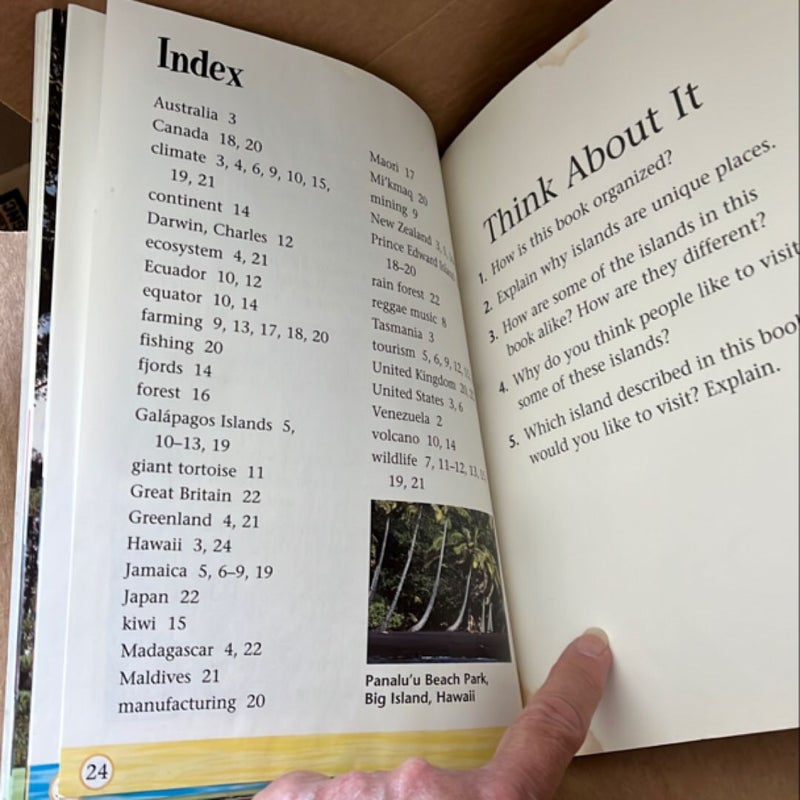 Index
Australia 3
Canada 18, 20
climate 3, 4, 6, 9, 10, 15,
19, 21
continent 14
Darwin, Charles 12
ecosystem 4, 21
Ecuador 10, 12
equator 10, 14
farming 9, 13, 17, 18, 20
fishing 20
fjords 14
forest 16
Galápagos Islands 5,
10–13, 19
giant tortoise 11
Great Britain 22
Greenland 4, 21
Hawaii 3, 24
Jamaica 5, 6–9, 19
Japan 22
kiwi 15
Madagascar 4, 22
Maldives 21
manufacturing 20
Maori 17
Mi'kmaq 20
mining 9
New Zealand 3,
Prince Edward Island,
18–20
rain forest 22
reggae music 8
Tasmania 3
tourism 5, 6, 9, 12,
United Kingdom 20,
United States 3, 6
Venezuela 2
volcano 10, 14
wildlife 7, 11–12, 13,
19, 21
Panalu'u Beach Park,
Big Island, Hawaii
24
Think About It
1. How is this book organized?
2. Explain why islands are unique places.
3. How are some of the islands in this
book alike? How are they different?
4. Why do you think people like to visit
some of these islands?
5. Which island described in this book
would you like to visit? Explain.